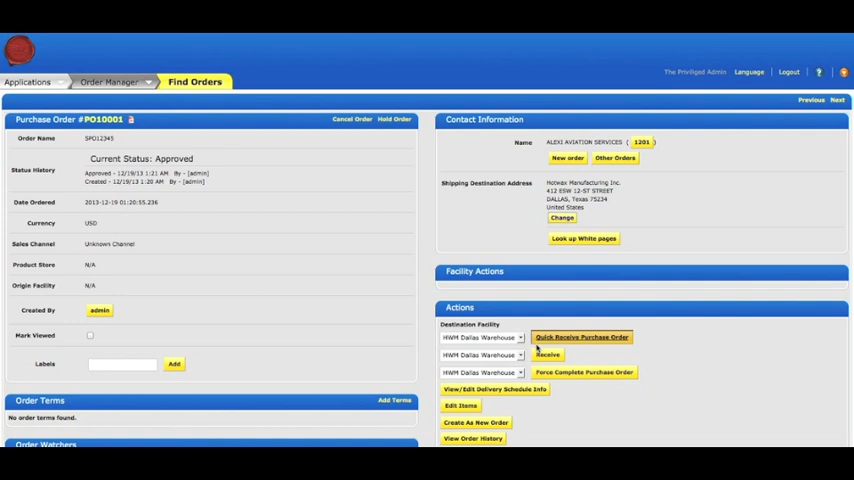 Applications
Order Manager
Find Orders
The Priviliged Admin
Language
Logout
?
Previous
Next
Purchase Order #PO10001
Cancel Order
Hold Order
Order Name
SPO12345
Status History
Current Status: Approved
Approved - 12/19/13 1:21 AM By - [admin]
Created - 12/19/13 1:20 AM By - [admin]
Date Ordered
2013-12-19 01:20:55.236
Currency
USD
Sales Channel
Unknown Channel
Product Store
N/A
Origin Facility
N/A
Created By
admin
Mark Viewed
Labels
Add
Order Terms
Add Terms
No order terms found.
Order Watchers
Contact Information
Name
ALEXI AVIATION SERVICES ( 1201 )
New order
Other Orders
Shipping Destination Address
Hotwax Manufacturing Inc.
412 ESW 12-ST STREET
DALLAS, Texas 75234
United States
Change
Look up White pages
Facility Actions
Actions
Destination Facility
HWM Dallas Warehouse
Quick Receive Purchase Order
HWM Dallas Warehouse
Receive
HWM Dallas Warehouse
Force Complete Purchase Order
View/Edit Delivery Schedule Info
Edit Items
Create As New Order
View Order History